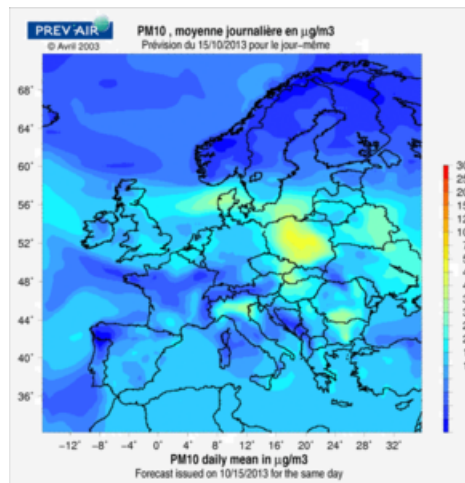 PREV'AIR
© Avril 2003
PM10 , moyenne journalière en µg/m3
Prévision du 15/10/2013 pour le jour-même
68°
64°
60°
56°
52°
48°
44°
40°
36°
−12° −8° −4° 0° 4° 8° 12° 16° 20° 24° 28° 32°
PM10 daily mean in µg/m3
Forecast issued on 10/15/2013 for the same day